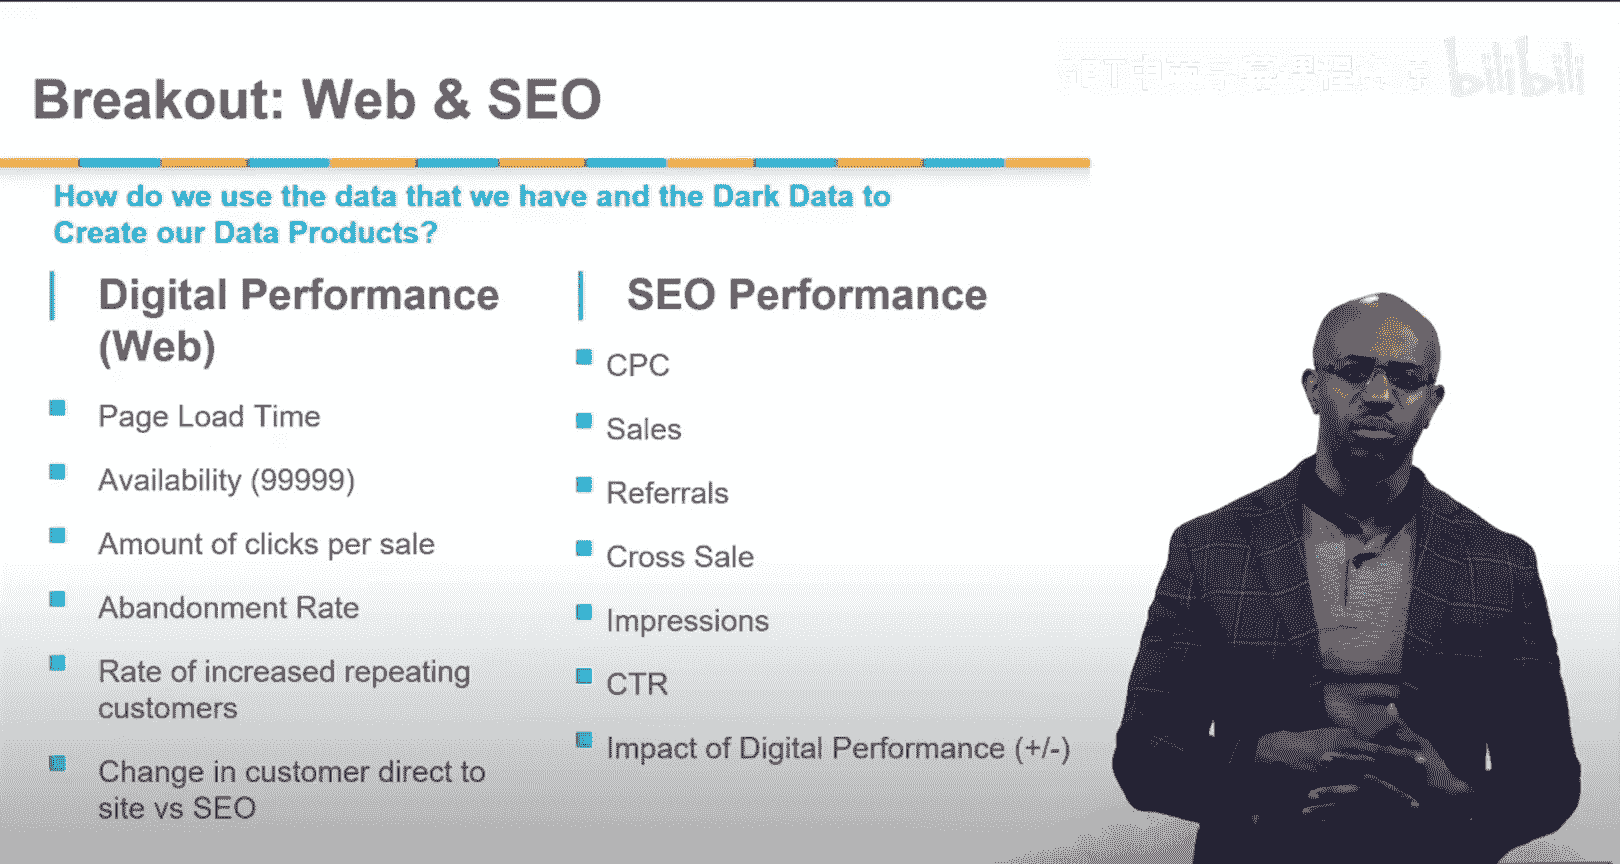 Breakout: Web & SEO
bilibili
How do we use the data that we have and the Dark Data to
Create our Data Products?
Digital Performance
(Web)
Page Load Time
Availability (99999)
Amount of clicks per sale
Abandonment Rate
Rate of increased repeating
customers
Change in customer direct to
site vs SEO
SEO Performance
CPC
Sales
Referrals
Cross Sale
Impressions
CTR
Impact of Digital Performance (+/-)